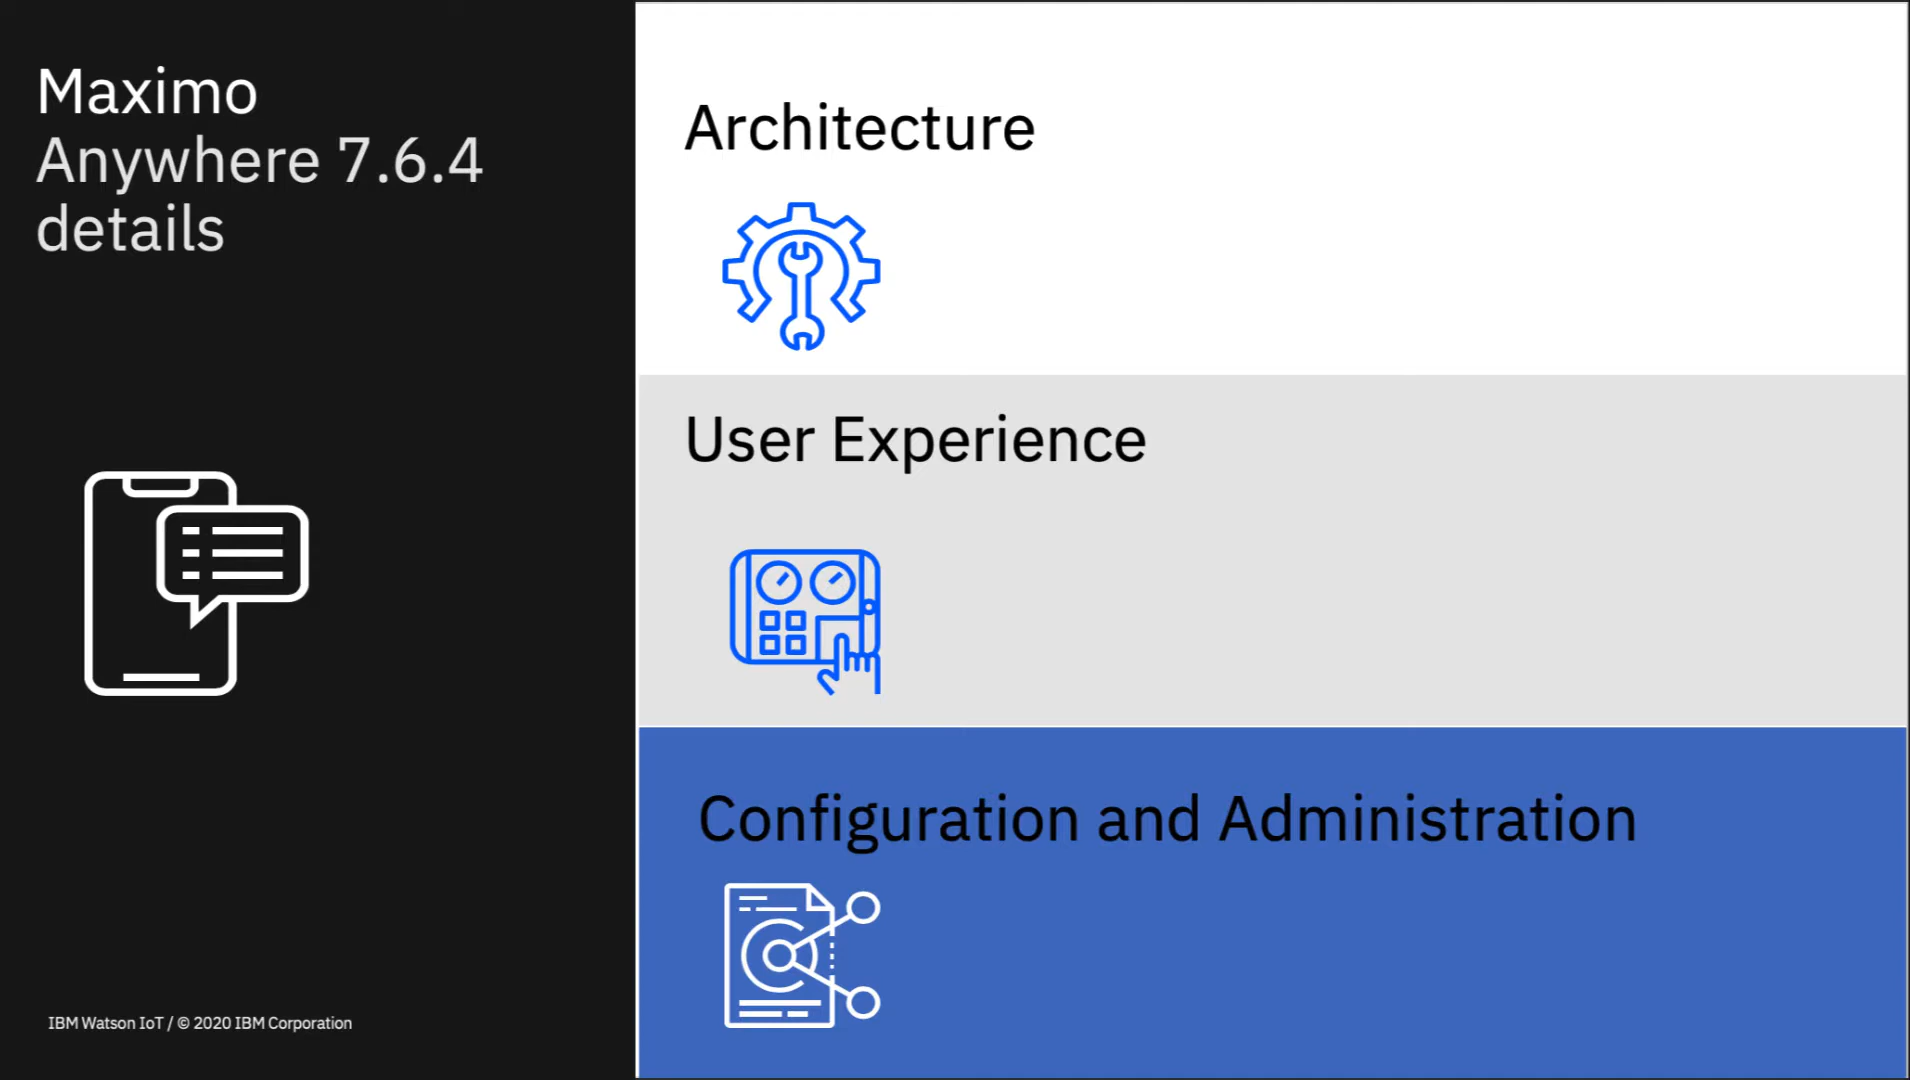 Maximo
Anywhere 7.6.4
details
Architecture
User Experience
Configuration and Administration
IBM Watson IoT / © 2020 IBM Corporation